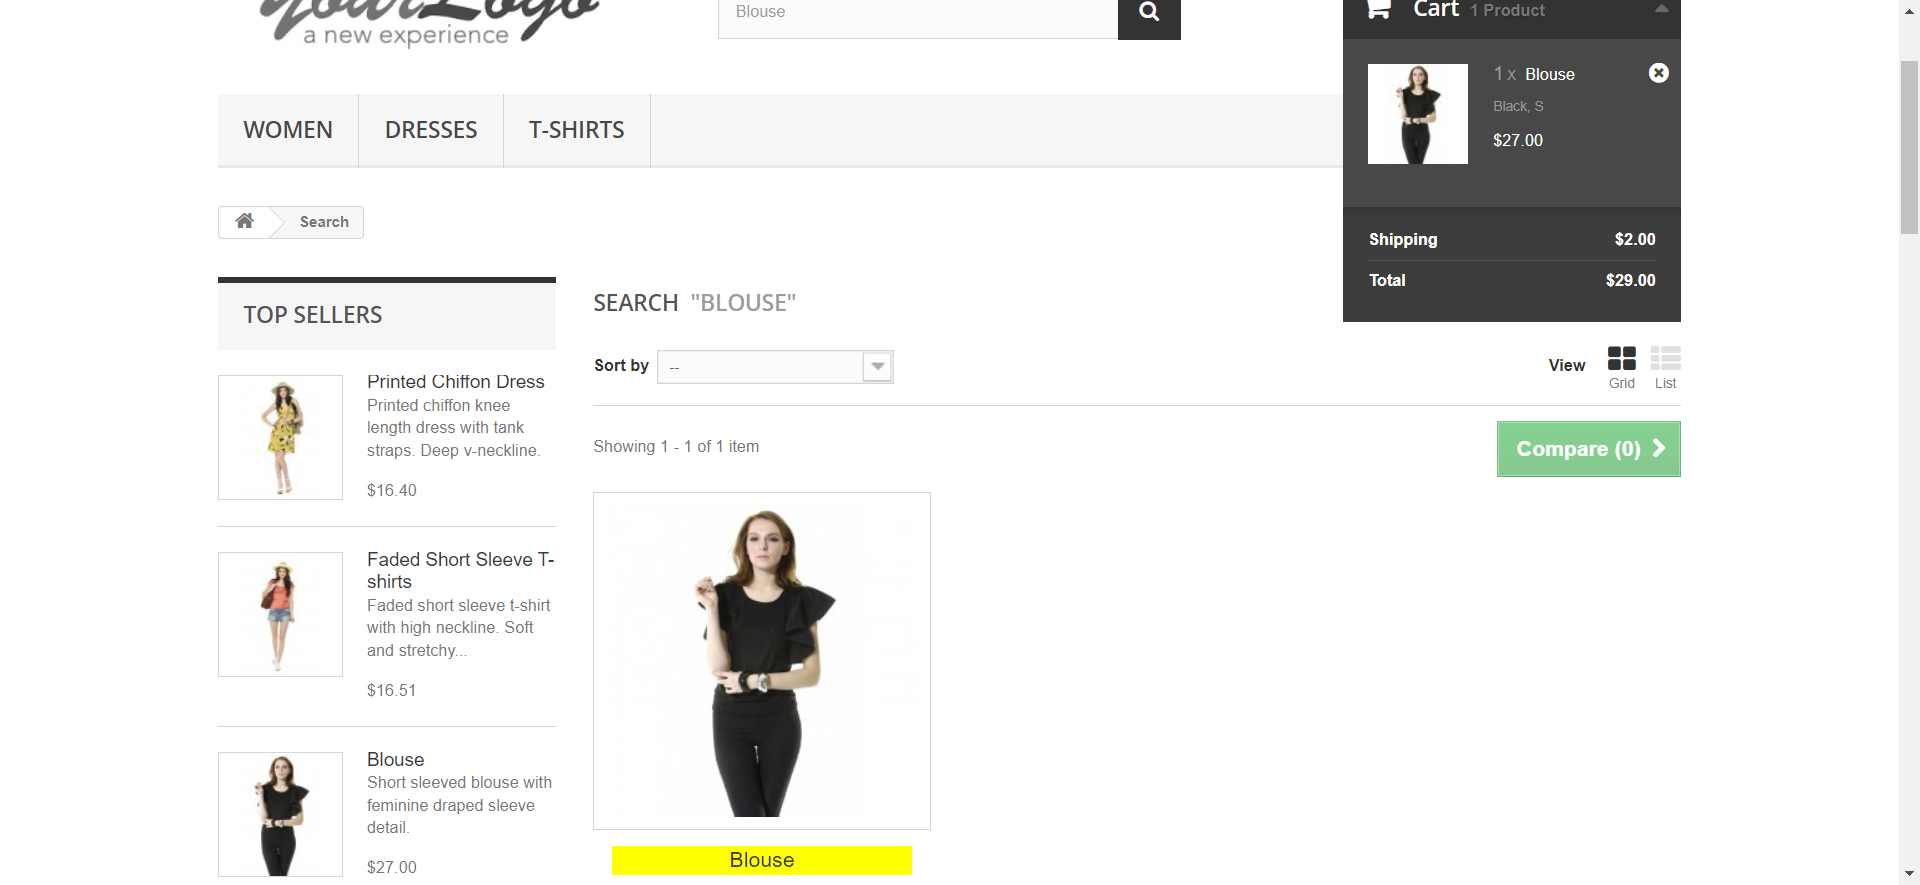 YourLogo
a new experience
Blouse
Cart 1 Product
1 x Blouse
Black, S
$27.00
Shipping $2.00
Total $29.00
WOMEN DRESSES T-SHIRTS
Search
TOP SELLERS
Printed Chiffon Dress
Printed chiffon knee
length dress with tank
straps. Deep v-neckline.
$16.40
Faded Short Sleeve T-
shirts
Faded short sleeve t-shirt
with high neckline. Soft
and stretchy...
$16.51
Blouse
Short sleeved blouse with
feminine draped sleeve
detail.
$27.00
SEARCH "BLOUSE"
Sort by --
View
Grid List
Showing 1 - 1 of 1 item
Compare (0)
Blouse